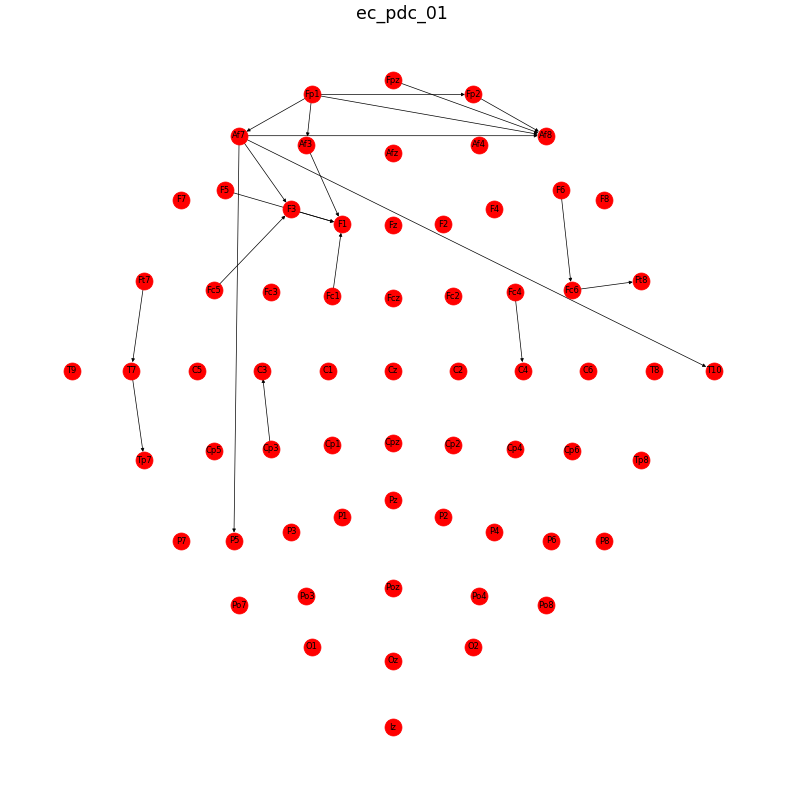 ec_pdc_01
Fpz
Fp1 Fp2
Af7 Af8
Af3 Af4
Afz
F7 F5 F6 F8
F3 F4
F1 Fz F2
Ft7 Ft8
Fc5 Fc3 Fc1 Fcz Fc2 Fc4 Fc6
T9 T7 C5 C3 C1 Cz C2 C4 C6 T8 T10
Tp7 Cp5 Cp3 Cp1 Cpz Cp2 Cp4 Cp6 Tp8
Pz
P1 P2
P7 P5 P3 P4 P6 P8
Poz
Po7 Po3 Po4 Po8
O1 O2
Oz
Iz